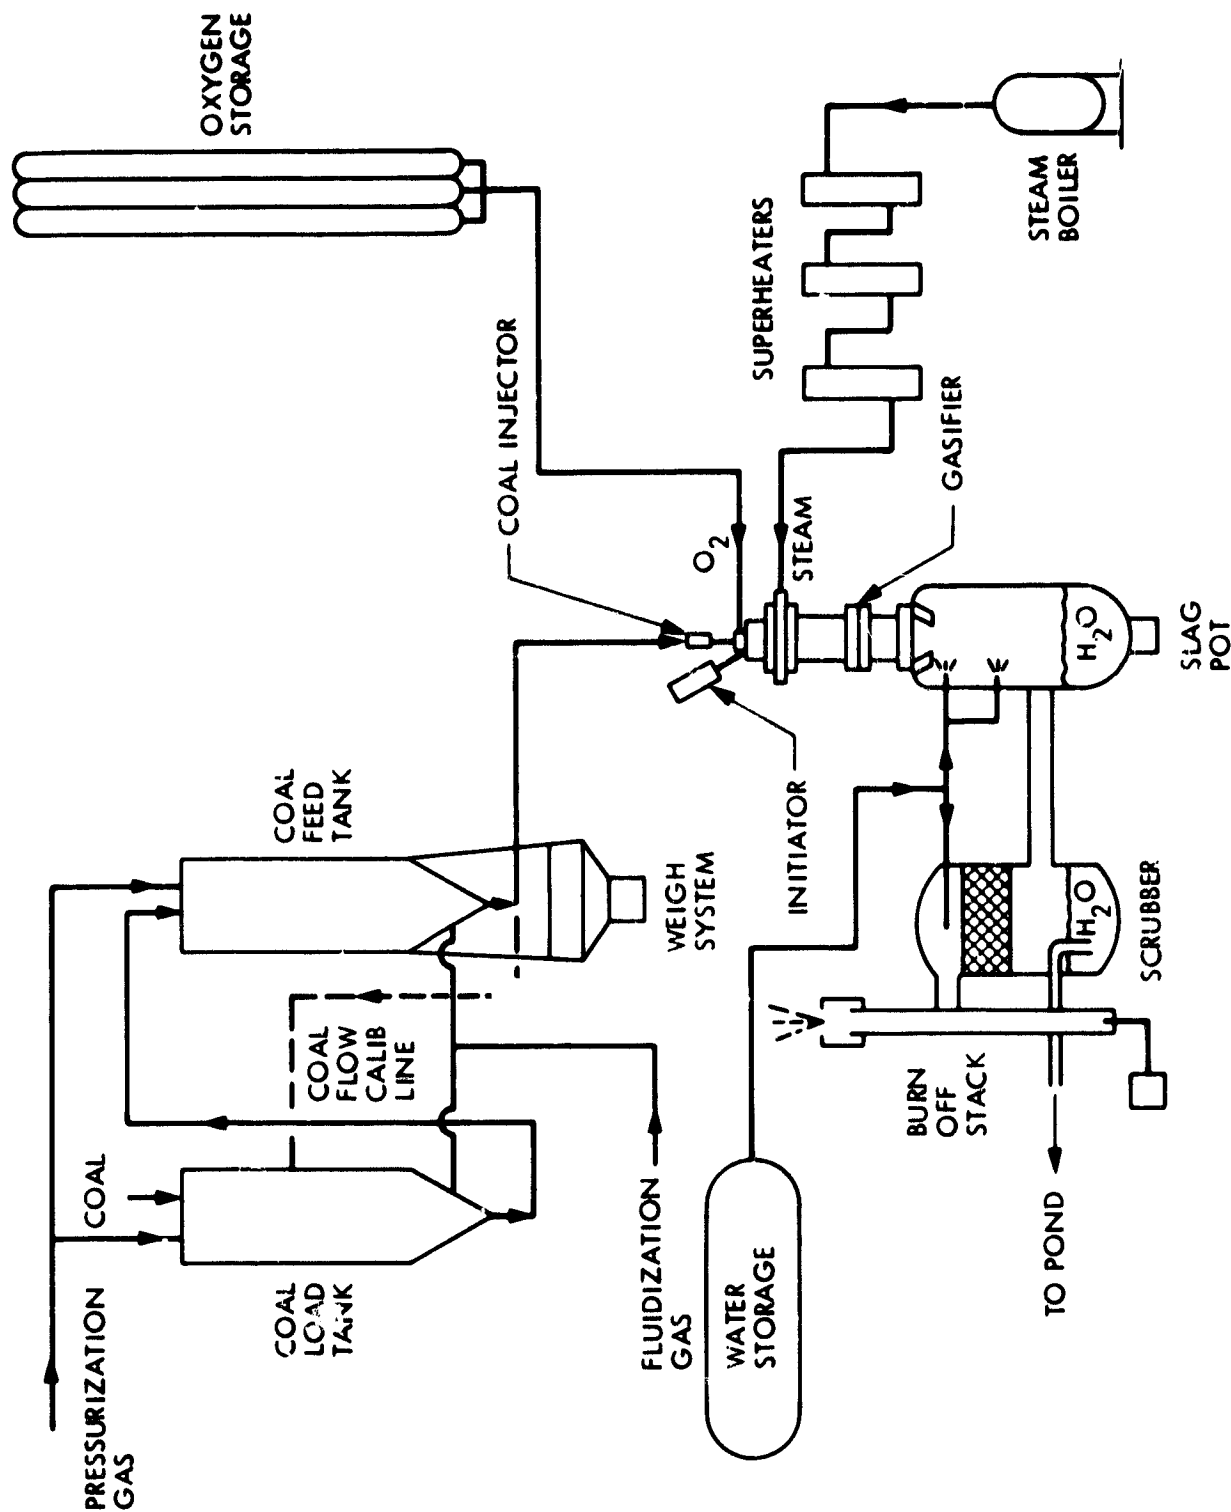 PRESSURIZATION
GAS
COAL
COAL
LOAD
TANK
COAL
FLOW
CALIB
LINE
COAL
FEED
TANK
WEIGH
SYSTEM
FLUIDIZATION
GAS
WATER
STORAGE
OXYGEN
STORAGE
COAL INJECTOR
O2
STEAM
INITIATOR
SUPERHEATERS
GASIFIER
STEAM
BOILER
BURN
OFF
STACK
TO POND
H2O
SCRUBBER
H2O
SLAG
POT